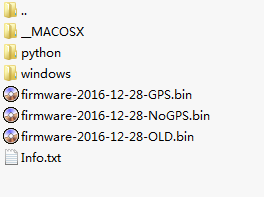 ..
__MACOSX
python
windows
firmware-2016-12-28-GPS.bin
firmware-2016-12-28-NoGPS.bin
firmware-2016-12-28-OLD.bin
Info.txt